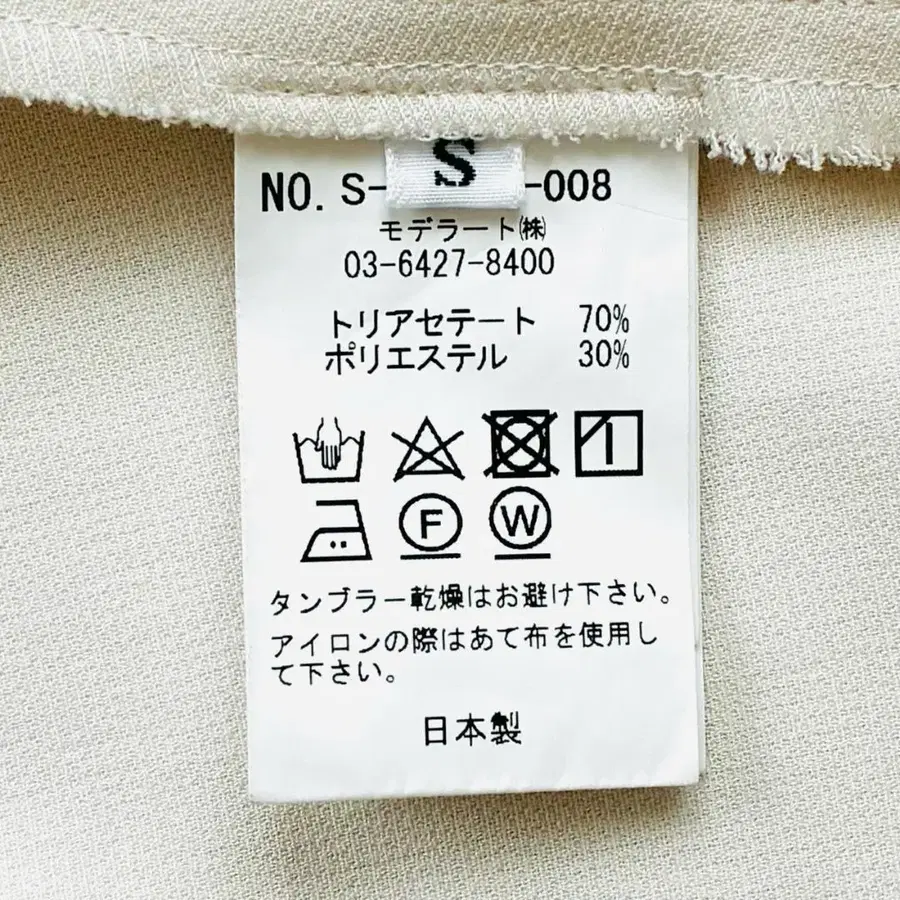 S
NO. S- -008
モデラート㈱
03-6427-8400
トリアセテート 70%
ポリエステル 30%
F W
タンブラー乾燥はお避け下さい。
アイロンの際はあて布を使用し
て下さい。
日本製